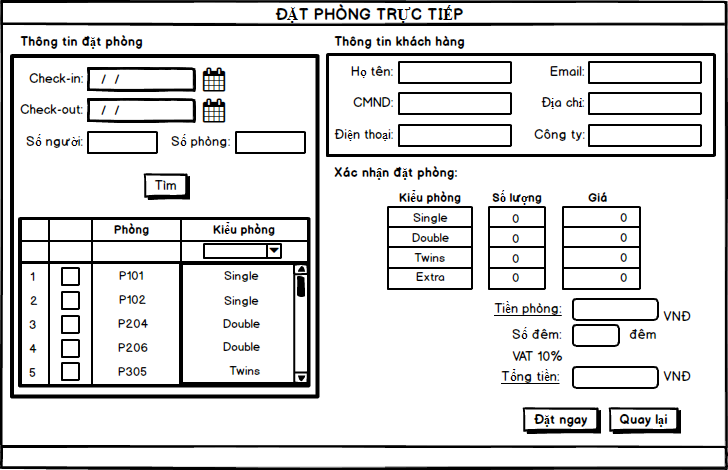 ĐẶT PHÒNG TRỰC TIẾP
Thông tin đặt phòng
Check-in: / /
Check-out: / /
Số người: Số phòng:
Tìm
Phòng Kiểu phòng
1 P101 Single
2 P102 Single
3 P204 Double
4 P206 Double
5 P305 Twins
Thông tin khách hàng
Họ tên: Email:
CMND: Địa chỉ:
Điện thoại: Công ty:
Xác nhận đặt phòng:
Kiểu phòng Số lượng Giá
Single 0 0
Double 0 0
Twins 0 0
Extra 0 0
Tiền phòng: VNĐ
Số đêm: đêm
VAT 10%
Tổng tiền: VNĐ
Đặt ngay Quay lại